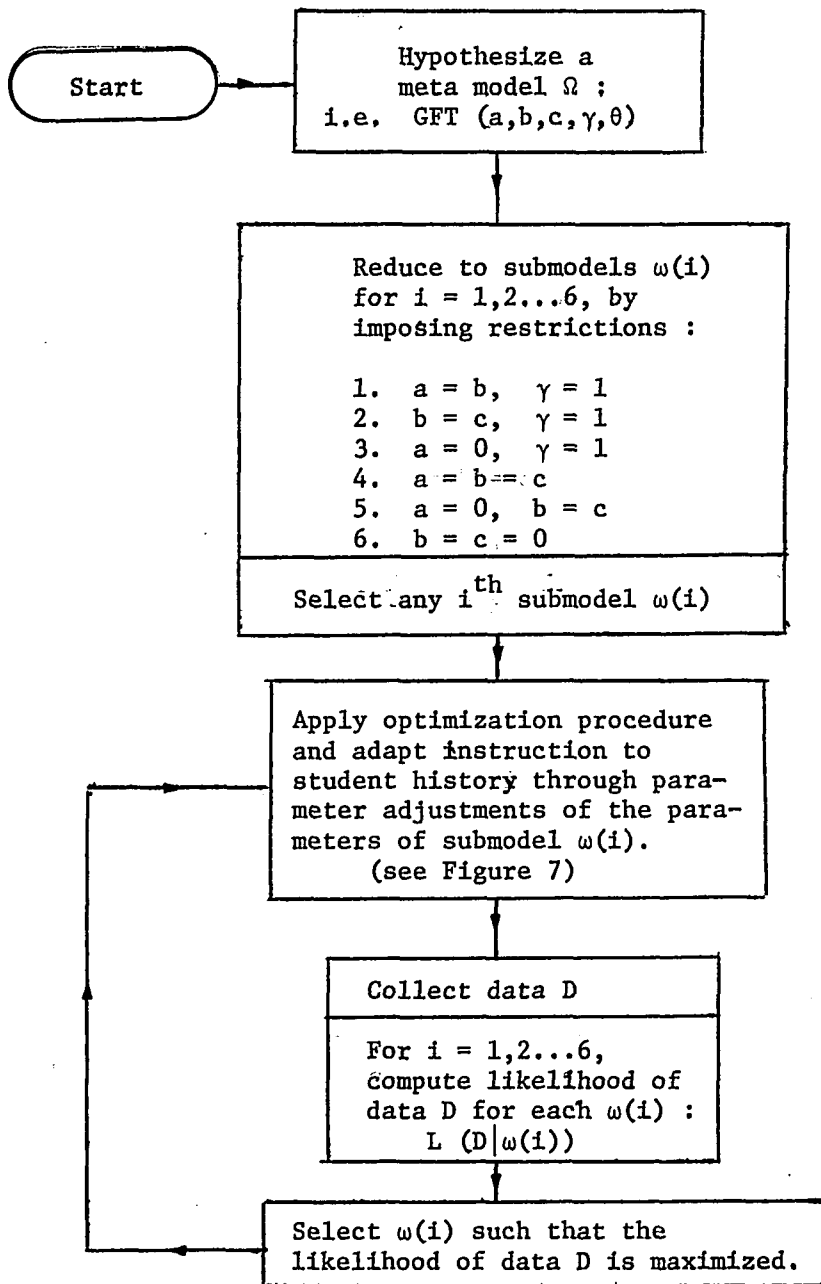 Start
Hypothesize a
meta model Ω ;
i.e. GFT (a,b,c,γ,θ)
Reduce to submodels ω(i)
for i = 1,2...6, by
imposing restrictions :
1. a = b, γ = 1
2. b = c, γ = 1
3. a = 0, γ = 1
4. a = b = c
5. a = 0, b = c
6. b = c = 0
Select any i^th submodel ω(i)
Apply optimization procedure
and adapt instruction to
student history through para-
meter adjustments of the para-
meters of submodel ω(i).
(see Figure 7)
Collect data D
For i = 1,2...6,
compute likelihood of
data D for each ω(i) :
L (D|ω(i))
Select ω(i) such that the
likelihood of data D is maximized.